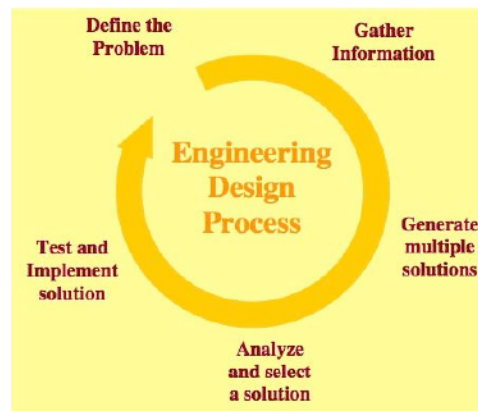 Define the
Problem
Gather
Information
Engineering
Design
Process
Generate
multiple
solutions
Test and
Implement
solution
Analyze
and select
a solution